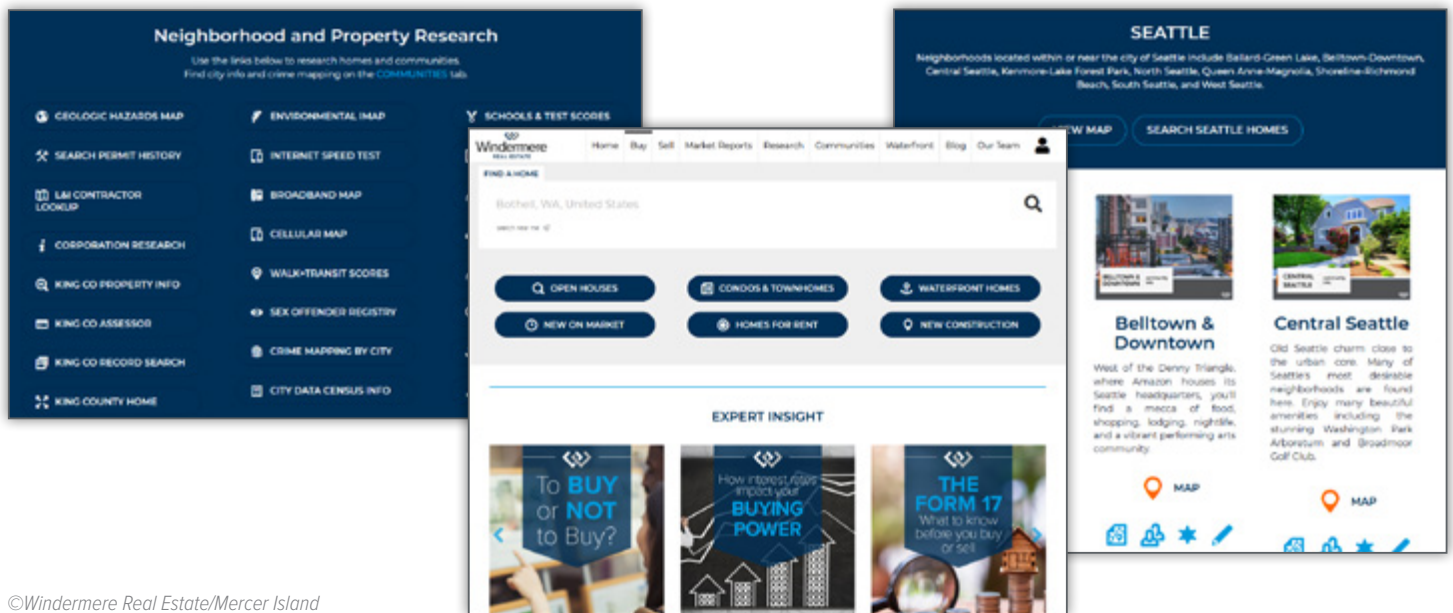 Neighborhood and Property Research
Use the links below to research homes and communities.
Find city info and crime mapping on the COMMUNITIES tab.
GEOLOGIC HAZARDS MAP
SEARCH PERMIT HISTORY
L&I CONTRACTOR
LOOKUP
CORPORATION RESEARCH
KING CO PROPERTY INFO
KING CO ASSESSOR
KING CO RECORD SEARCH
KING COUNTY HOME
ENVIRONMENTAL IMAP
INTERNET SPEED TEST
BROADBAND MAP
CELLULAR MAP
WALK+TRANSIT SCORES
SEX OFFENDER REGISTRY
CRIME MAPPING BY CITY
CITY DATA CENSUS INFO
SCHOOLS & TEST SCORES
Windermere
REAL ESTATE
Home Buy Sell Market Reports Research Communities Waterfront Blog Our Team
FIND A HOME
Bothell, WA, United States
search near me
OPEN HOUSES
CONDOS & TOWNHOMES
WATERFRONT HOMES
NEW ON MARKET
HOMES FOR RENT
NEW CONSTRUCTION
EXPERT INSIGHT
To BUY
or NOT
to Buy?
How interest rates
impact your
BUYING
POWER
THE
FORM 17
What to know
before you buy
or sell
SEATTLE
Neighborhoods located within or near the city of Seattle include Ballard-Green Lake, Belltown-Downtown,
Central Seattle, Kenmore-Lake Forest Park, North Seattle, Queen Anne-Magnolia, Shoreline-Richmond
Beach, South Seattle, and West Seattle.
EW MAP
SEARCH SEATTLE HOMES
BELLTOWN &
DOWNTOWN
CENTRAL
SEATTLE
Belltown &
Downtown
West of the Denny Triangle,
where Amazon houses its
Seattle headquarters, you'll
find a mecca of food,
shopping, lodging, nightlife,
and a vibrant performing arts
community.
MAP
Central Seattle
Old Seattle charm close to
the urban core. Many of
Seattle's most desirable
neighborhoods are found
here. Enjoy many beautiful
amenities including the
stunning Washington Park
Arboretum and Broadmoor
Golf Club.
MAP
©Windermere Real Estate/Mercer Island